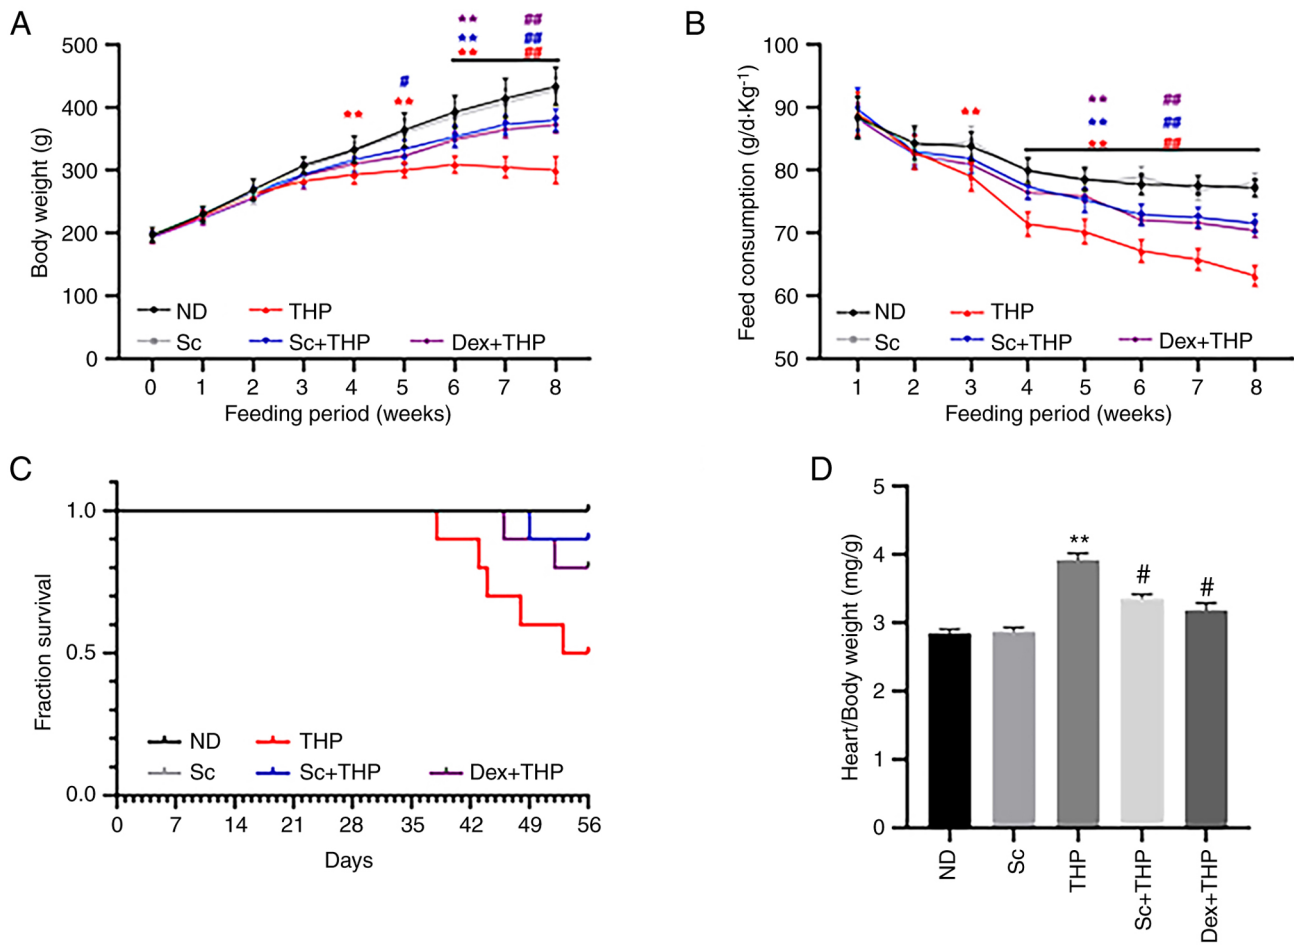 A
** ##
** ##
** ##
#
** **
500
400
300
200
100
0
Body weight (g)
ND THP
Sc Sc+THP Dex+THP
0 1 2 3 4 5 6 7 8
Feeding period (weeks)
B
** ##
** ##
** ** ##
100
90
80
70
60
50
Feed consumption (g/d·Kg-1)
ND THP
Sc Sc+THP Dex+THP
1 2 3 4 5 6 7 8
Feeding period (weeks)
C
1.0
0.5
0.0
Fraction survival
ND THP
Sc Sc+THP Dex+THP
0 7 14 21 28 35 42 49 56
Days
D
5
4
3
2
1
0
Heart/Body weight (mg/g)
** # #
ND Sc THP Sc+THP Dex+THP